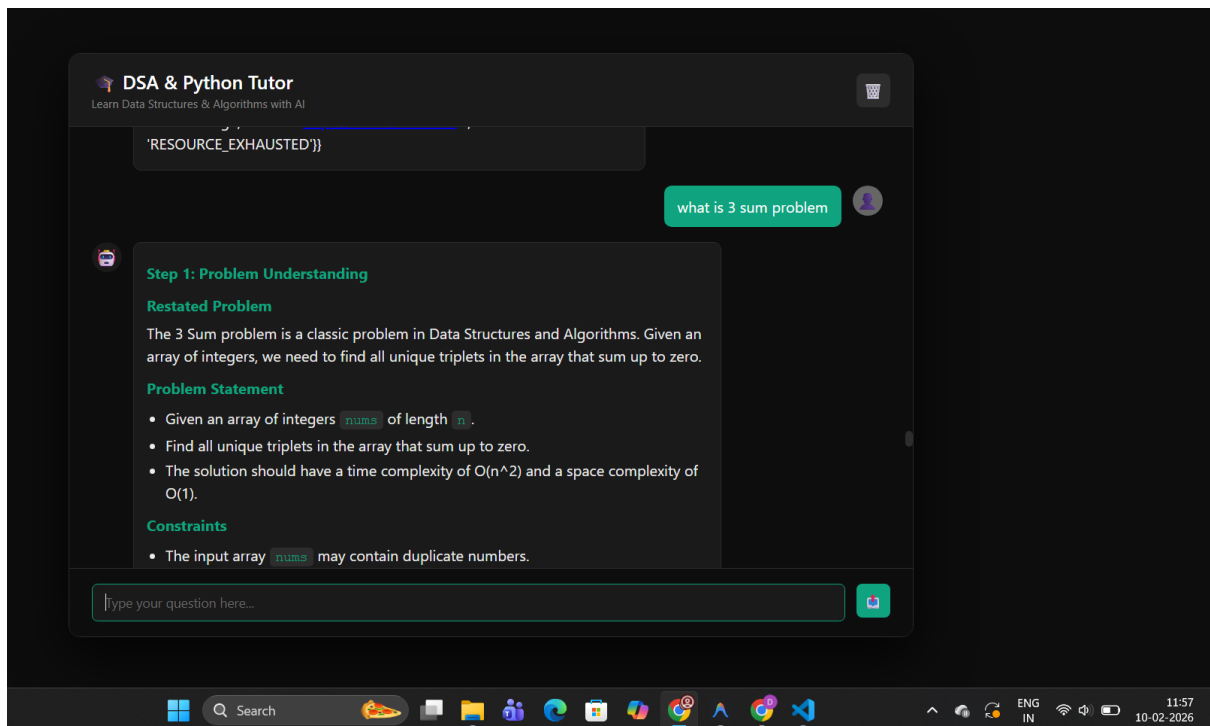 DSA & Python Tutor
Learn Data Structures & Algorithms with AI
'RESOURCE_EXHAUSTED'}}
what is 3 sum problem
Step 1: Problem Understanding
Restated Problem
The 3 Sum problem is a classic problem in Data Structures and Algorithms. Given an
array of integers, we need to find all unique triplets in the array that sum up to zero.
Problem Statement
• Given an array of integers nums of length n .
• Find all unique triplets in the array that sum up to zero.
• The solution should have a time complexity of O(n^2) and a space complexity of
O(1).
Constraints
• The input array nums may contain duplicate numbers.
Type your question here...
Search
ENG
IN
11:57
10-02-2026